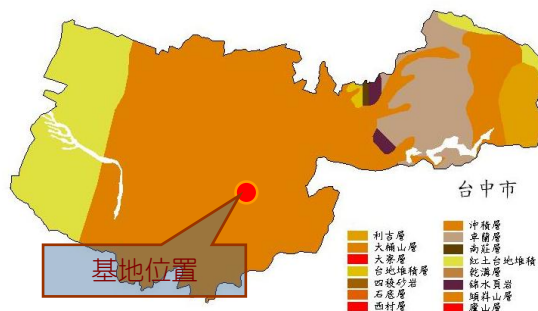 台中市
基地位置
利吉層
大桶山層
大寮層
台地堆積層
四稜砂岩
石底層
西村層
沖積層
卓蘭層
南莊層
紅土台地堆積
乾溝層
錦水頁岩
頭嵙山層
廬山層